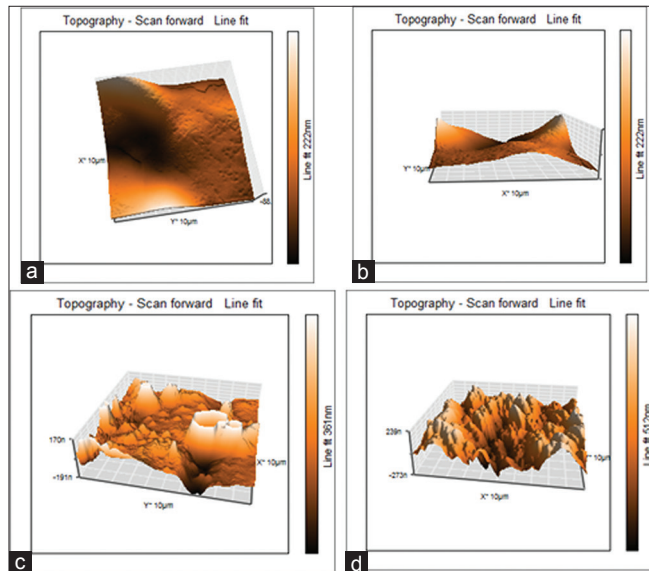 Topography - Scan forward Line fit
X* 10µm
Y* 10µm
Line fit 222nm
a
Topography - Scan forward Line fit
Y* 10µm
X* 10µm
Line fit 222nm
b
Topography - Scan forward Line fit
170n
-191n
X* 10µm
Y* 10µm
Line fit 361nm
c
Topography - Scan forward Line fit
239n
-273n
Y* 10µm
X* 10µm
Line fit 512nm
d